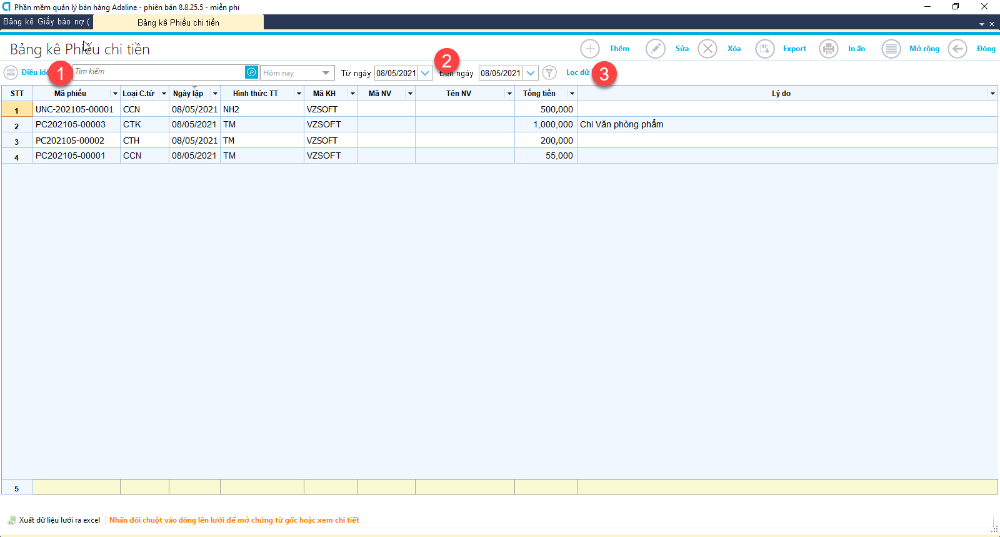 Phần mềm quản lý bán hàng Adaline - phiên bản 8.8.25.5 - miễn phí
Bảng kê Giấy báo nợ (
Bảng kê Phiếu chi tiền
Bảng kê Phiếu chi tiền
Thêm Sửa Xóa Export In ấn Mở rộng Đóng
1 Tìm kiếm Hôm nay Từ ngày 08/05/2021 2 Đến ngày 08/05/2021 Lọc dữ 3
STT Mã phiếu Loại C.từ Ngày lập Hình thức TT Mã KH Mã NV Tên NV Tổng tiền Lý do
1 UNC-202105-00001 CCN 08/05/2021 NH2 VZSOFT 500,000
2 PC202105-00003 CTK 08/05/2021 TM VZSOFT 1,000,000 Chi Văn phòng phẩm
3 PC202105-00002 CTH 08/05/2021 TM VZSOFT 200,000
4 PC202105-00001 CCN 08/05/2021 TM VZSOFT 55,000
5
Xuất dữ liệu lưới ra excel Nhấn đôi chuột vào dòng lên lưới để mở chứng từ gốc hoặc xem chi tiết